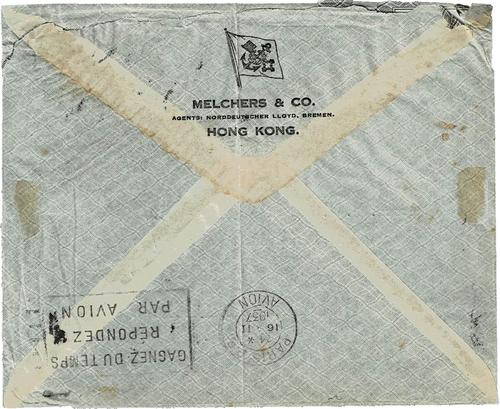 MELCHERS & CO.
AGENTS: NORDDEUTSCHER LLOYD, BREMEN.
HONG KONG.
GAGNEZ DU TEMPS
RÉPONDEZ
PAR AVION
PARIS
16 - 11
1937
AVION